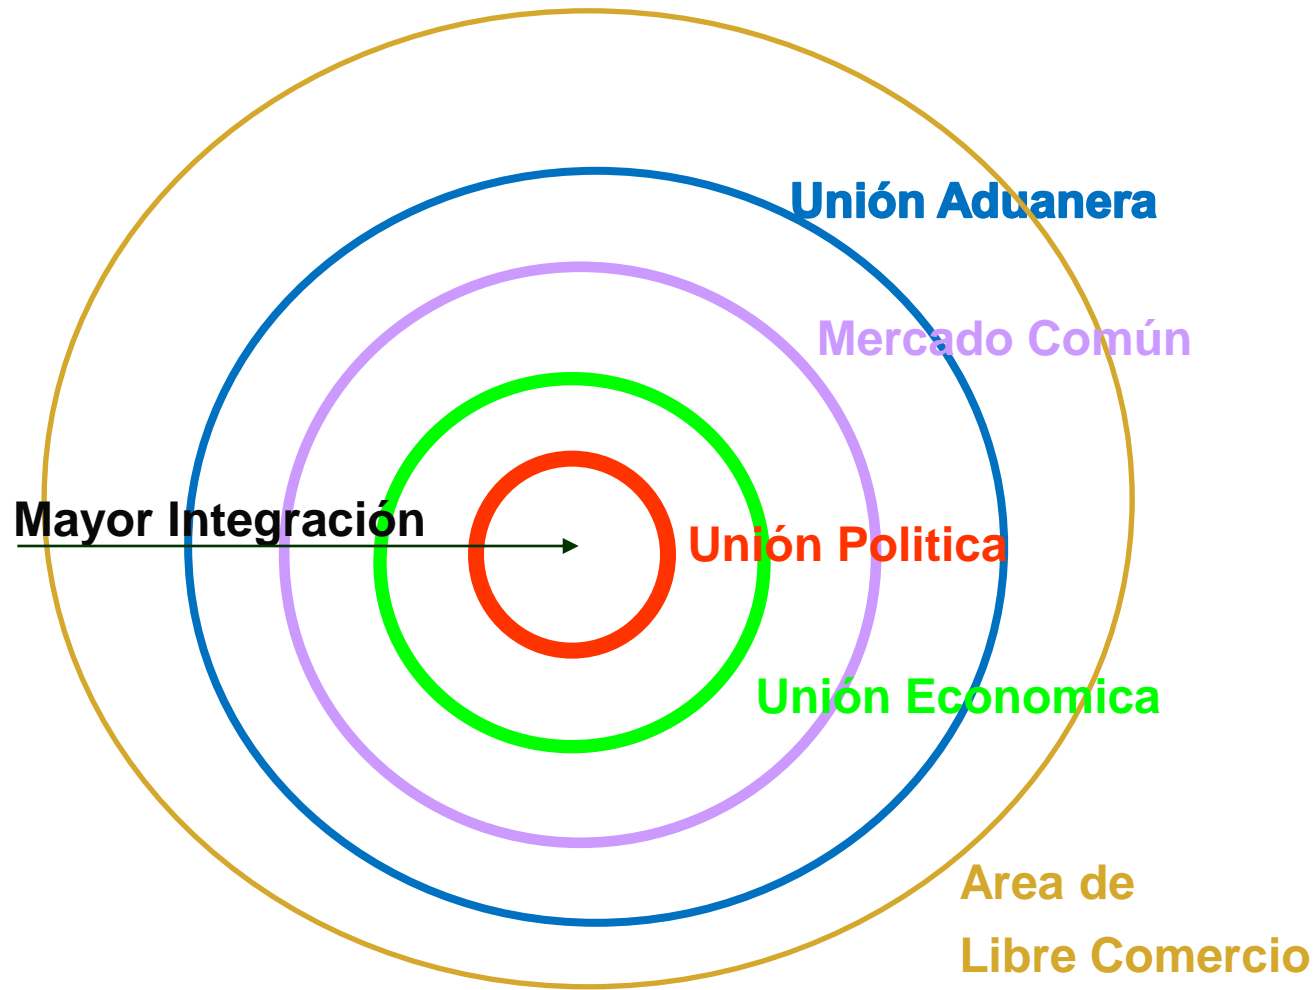 Unión Aduanera
Mercado Común
Mayor Integración
Unión Politica
Unión Economica
Area de
Libre Comercio